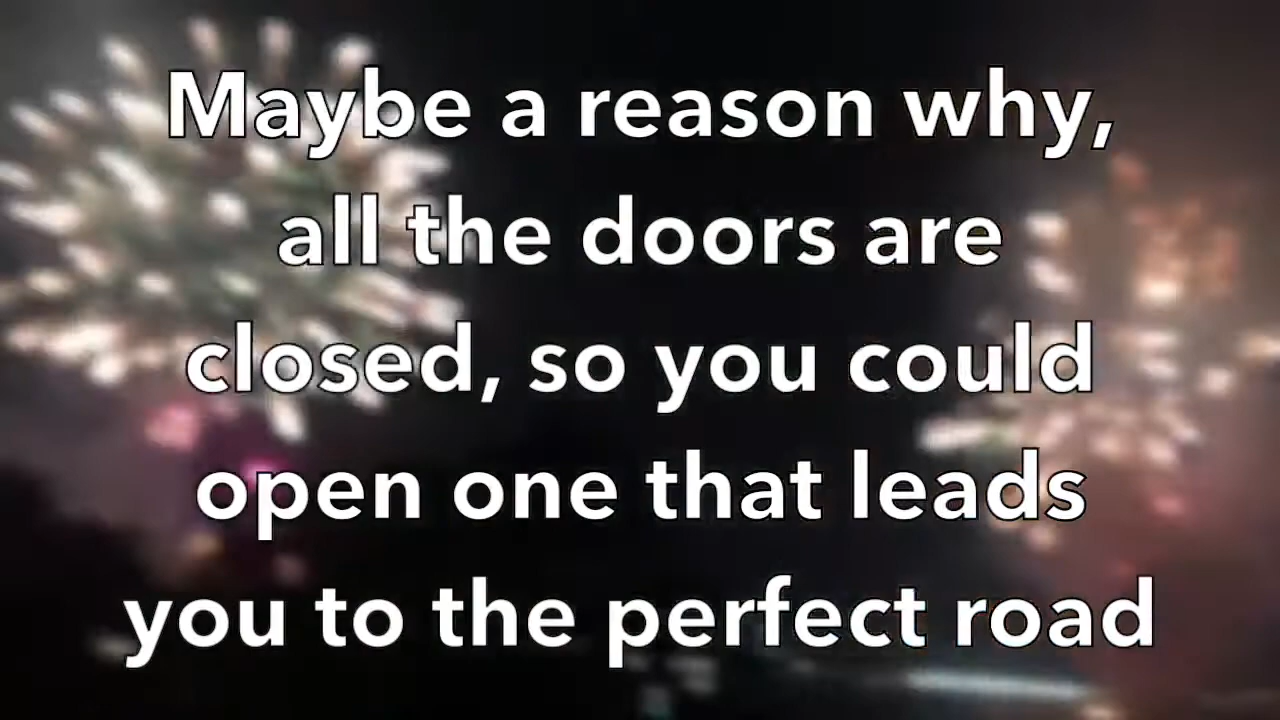 Maybe a reason why,
all the doors are
closed, so you could
open one that leads
you to the perfect road